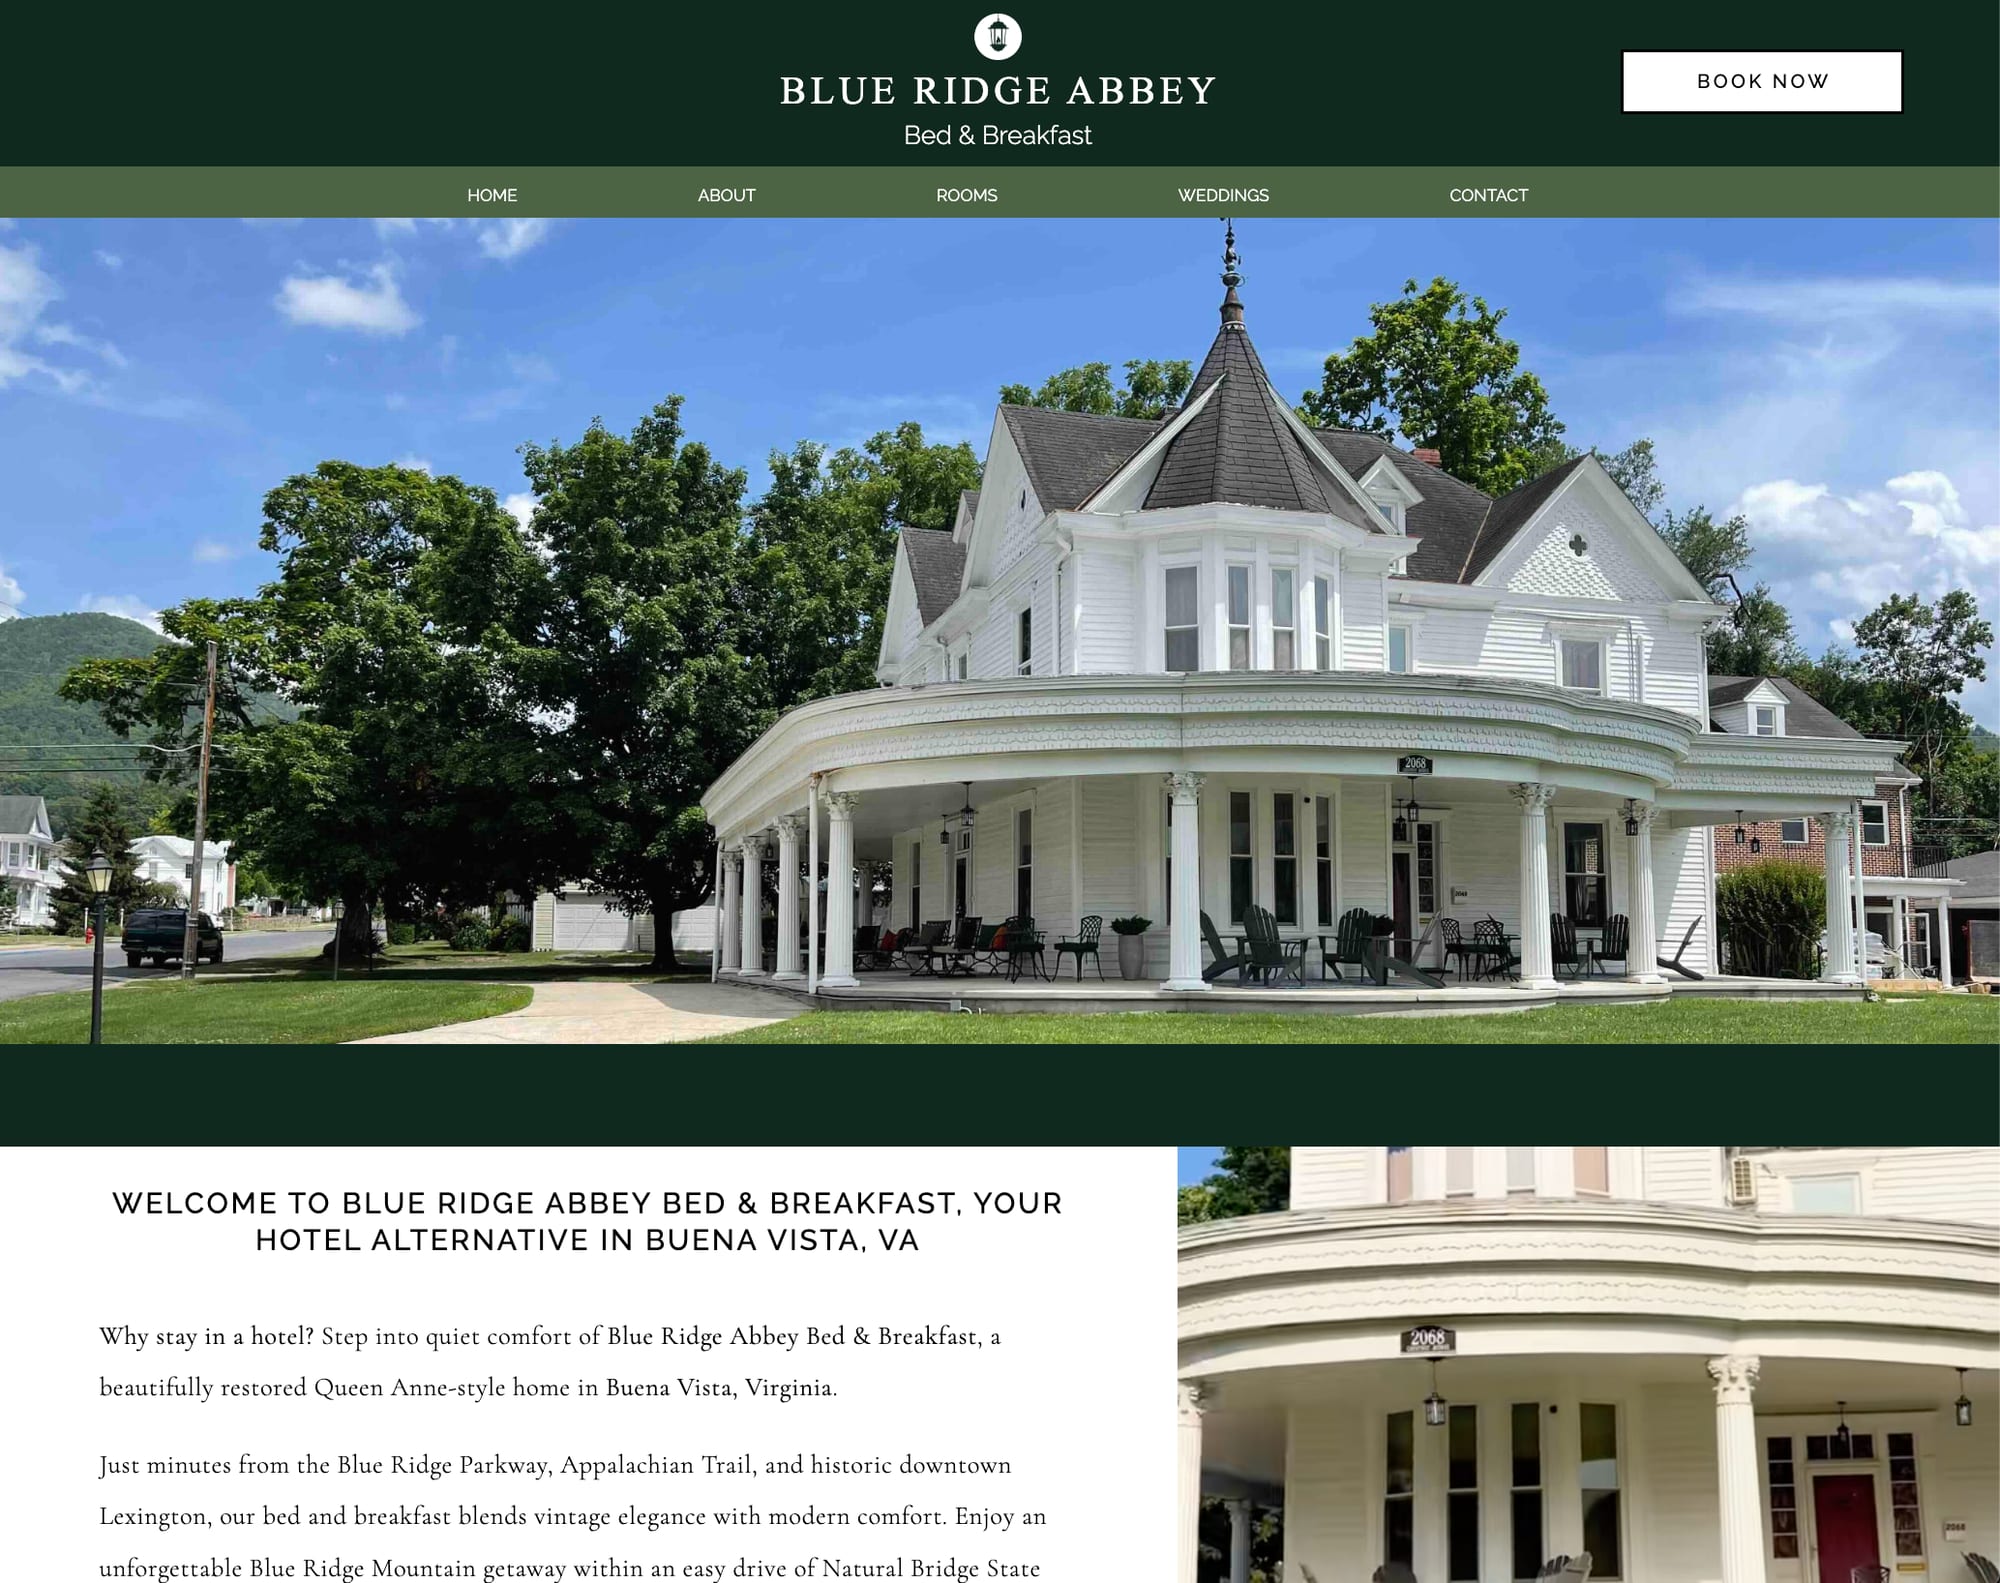 BLUE RIDGE ABBEY
Bed & Breakfast
BOOK NOW
HOME
ABOUT
ROOMS
WEDDINGS
CONTACT
2068
2068
WELCOME TO BLUE RIDGE ABBEY BED & BREAKFAST, YOUR
HOTEL ALTERNATIVE IN BUENA VISTA, VA
Why stay in a hotel? Step into quiet comfort of Blue Ridge Abbey Bed & Breakfast, a
beautifully restored Queen Anne-style home in Buena Vista, Virginia.
Just minutes from the Blue Ridge Parkway, Appalachian Trail, and historic downtown
Lexington, our bed and breakfast blends vintage elegance with modern comfort. Enjoy an
unforgettable Blue Ridge Mountain getaway within an easy drive of Natural Bridge State
2068
2068